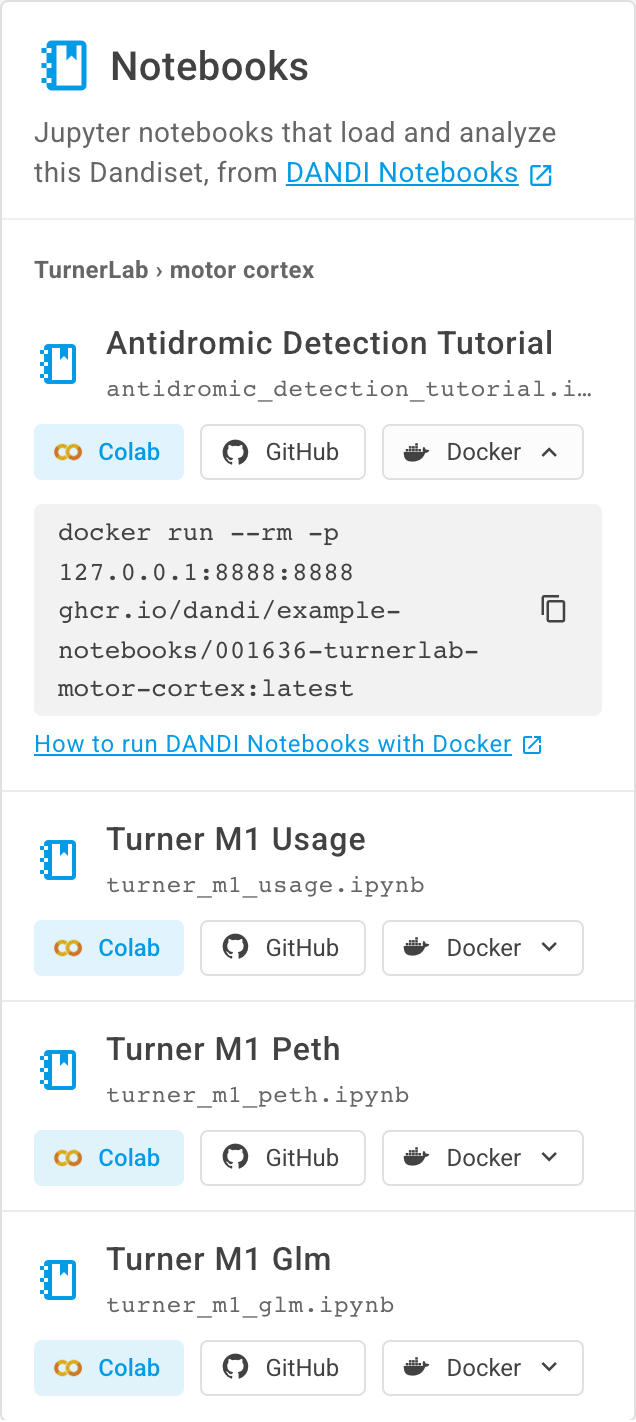 Notebooks
Jupyter notebooks that load and analyze
this Dandiset, from DANDI Notebooks
TurnerLab › motor cortex
Antidromic Detection Tutorial
antidromic_detection_tutorial.i…
Colab GitHub Docker
docker run --rm -p
127.0.0.1:8888:8888
ghcr.io/dandi/example-
notebooks/001636-turnerlab-
motor-cortex:latest
How to run DANDI Notebooks with Docker
Turner M1 Usage
turner_m1_usage.ipynb
Colab GitHub Docker
Turner M1 Peth
turner_m1_peth.ipynb
Colab GitHub Docker
Turner M1 Glm
turner_m1_glm.ipynb
Colab GitHub Docker